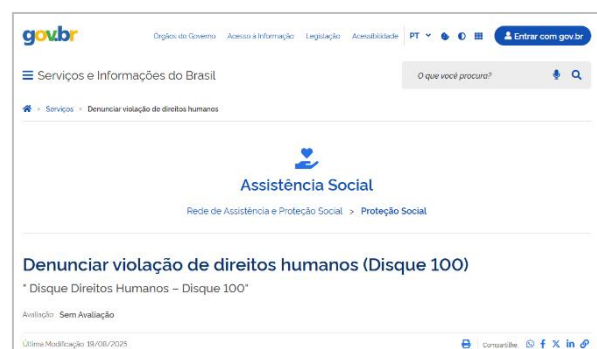 gov.br
Órgãos do Governo Acesso à Informação Legislação Acessibilidade PT Entrar com gov.br
Serviços e Informações do Brasil O que você procura?
> Serviços > Denunciar violação de direitos humanos
Assistência Social
Rede de Assistência e Proteção Social > Proteção Social
Denunciar violação de direitos humanos (Disque 100)
" Disque Direitos Humanos – Disque 100"
Avaliação: Sem Avaliação
Última Modificação: 19/08/2025 Compartilhe: